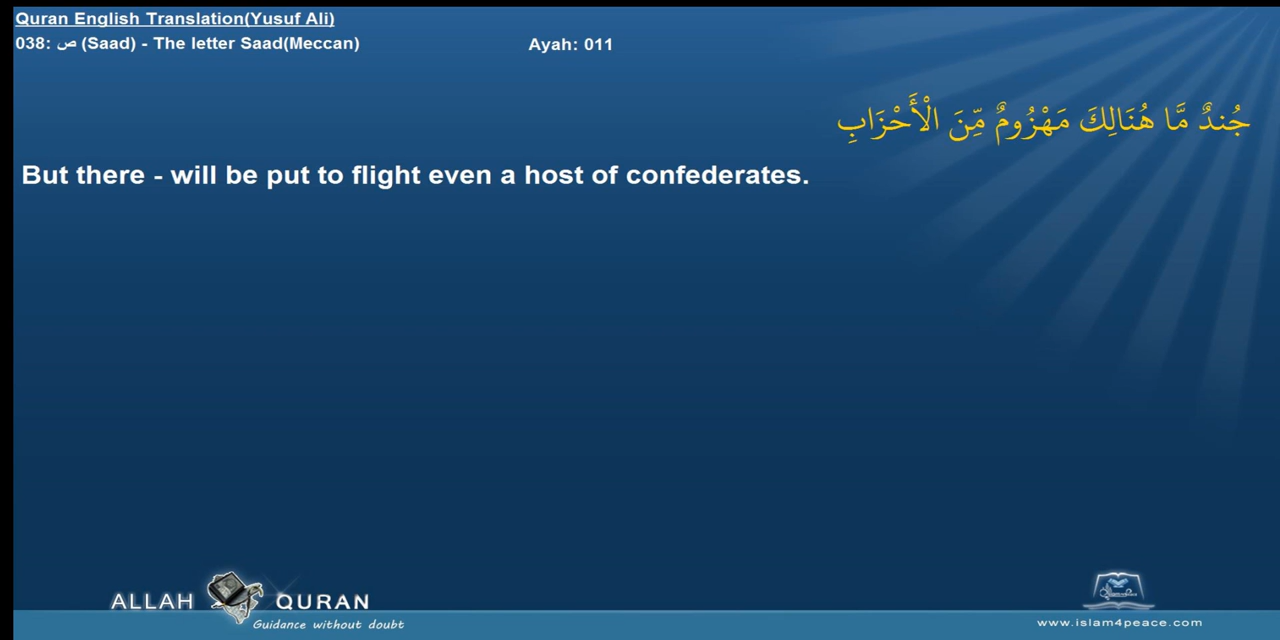 Quran English Translation(Yusuf Ali)
038: ص (Saad) - The letter Saad(Meccan)
Ayah: 011
جُندٌ مَّا هُنَالِكَ مَهْزُومٌ مِّنَ الْأَحْزَابِ
But there - will be put to flight even a host of confederates.
ALLAH QURAN
Guidance without doubt
www.islam4peace.com